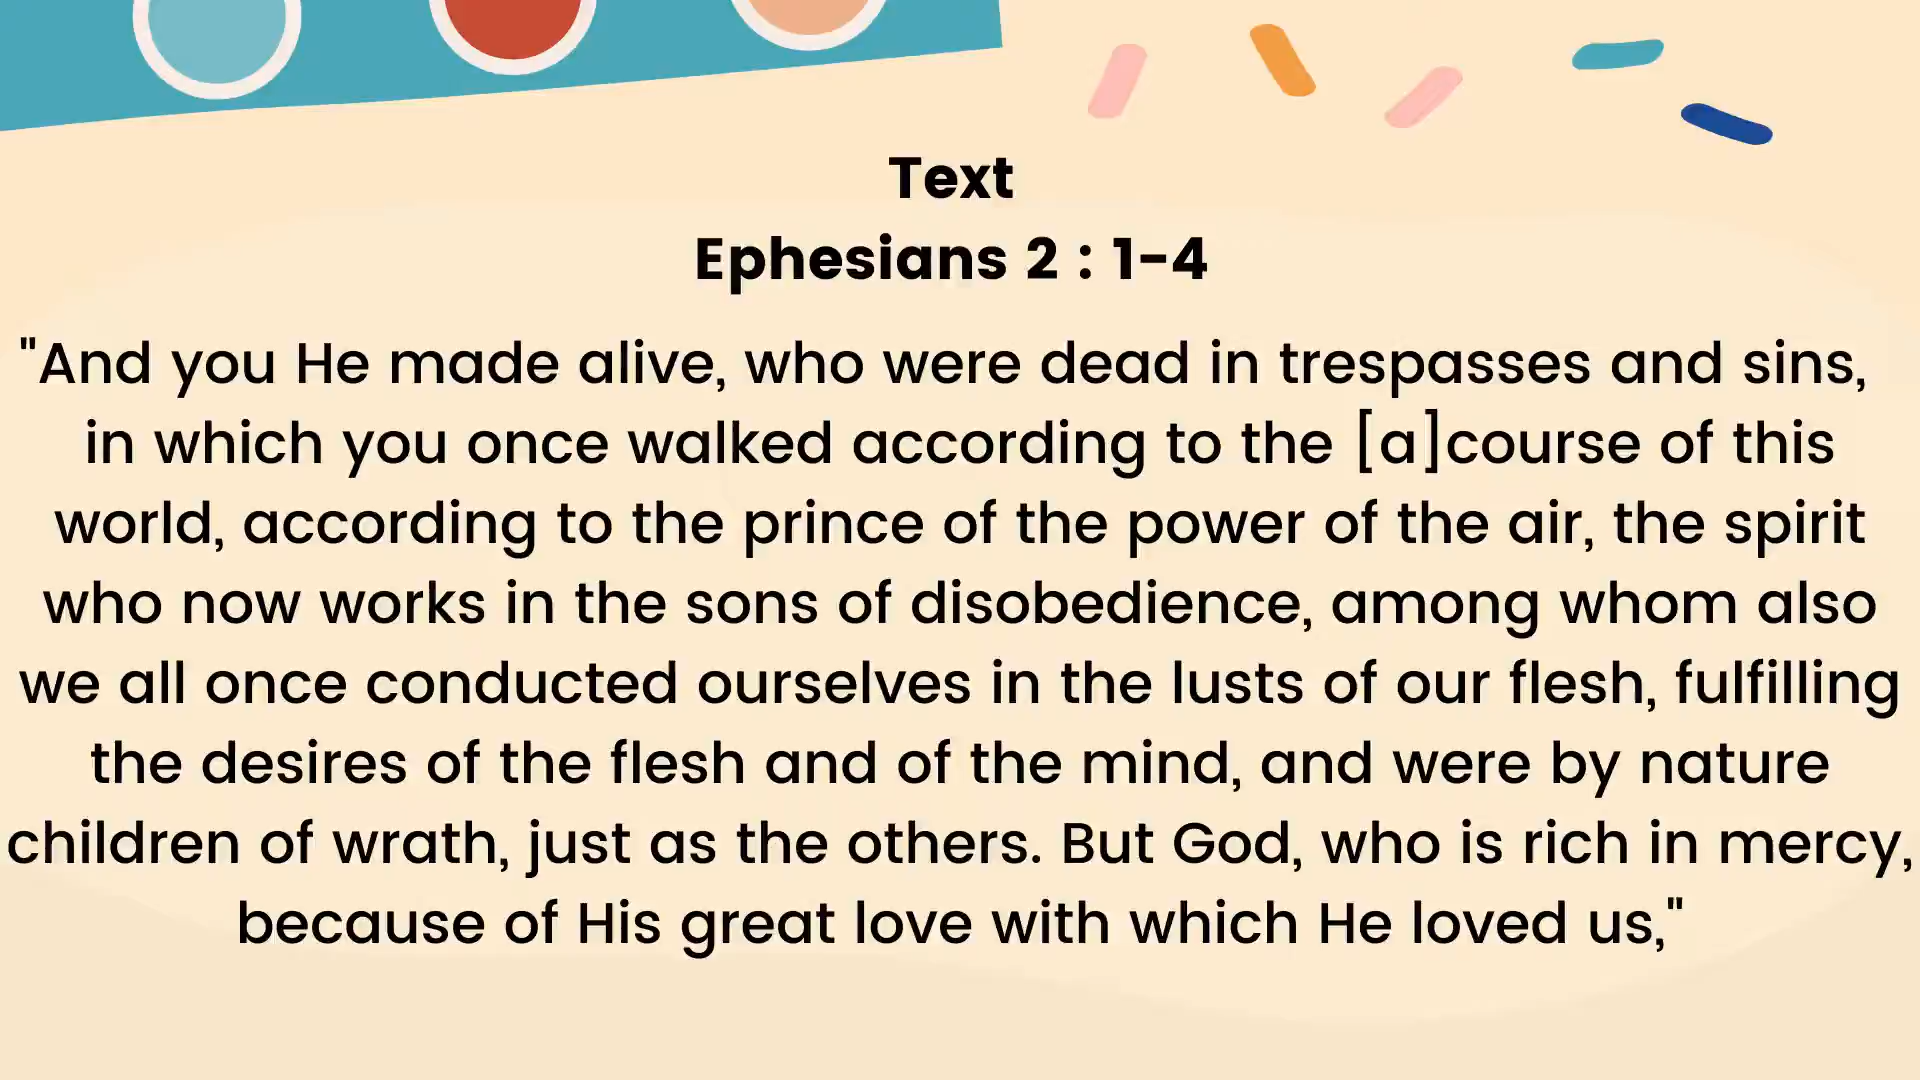 Text
Ephesians 2 : 1-4
"And you He made alive, who were dead in trespasses and sins,
in which you once walked according to the [a]course of this
world, according to the prince of the power of the air, the spirit
who now works in the sons of disobedience, among whom also
we all once conducted ourselves in the lusts of our flesh, fulfilling
the desires of the flesh and of the mind, and were by nature
children of wrath, just as the others. But God, who is rich in mercy,
because of His great love with which He loved us,"